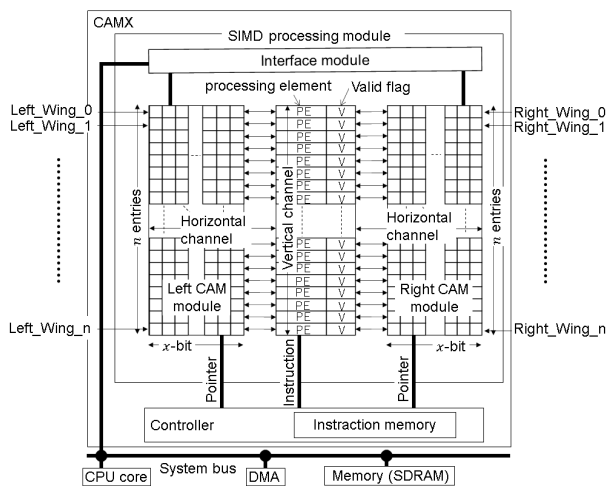 CAMX
SIMD processing module
Interface module
processing element
Valid flag
Left_Wing_0
PE V
Right_Wing_0
Left_Wing_1
PE V
Right_Wing_1
PE V
PE V
PE V
PE V
PE V
PE V
n entries
Horizontal channel
Vertical channel
Horizontal channel
n entries
PE V
PE V
PE V
Left CAM module
PE V
Right CAM module
PE V
PE V
PE V
Left_Wing_n
PE V
Right_Wing_n
x-bit
x-bit
Pointer
Instruction
Pointer
Controller
Instraction memory
System bus
CPU core
DMA
Memory (SDRAM)